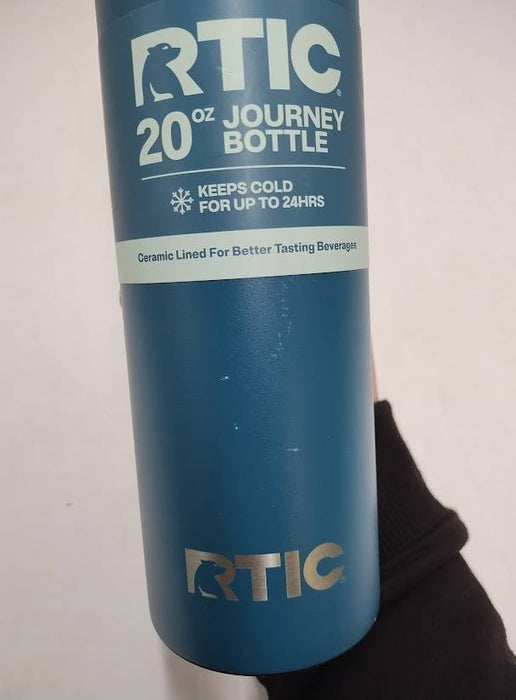 RTIC®
20 OZ JOURNEY
BOTTLE
KEEPS COLD
FOR UP TO 24HRS
Ceramic Lined For Better Tasting Beverages
RTIC®